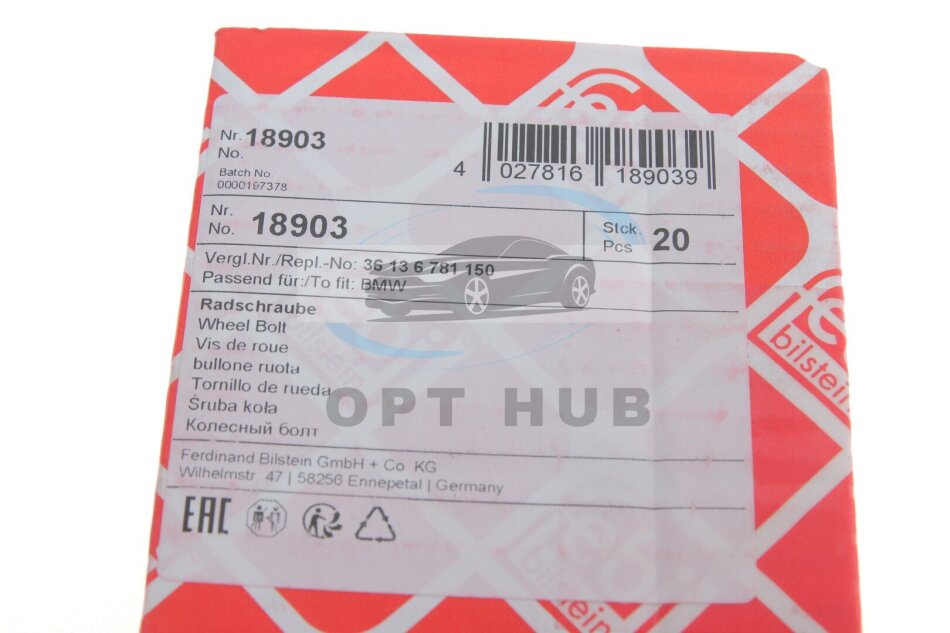 Nr. 18903
No.
Batch No
0000197378
4 027816 189039
Nr.
No. 18903
Stck.
Pcs 20
Vergl.Nr./Repl.-No: 36 13 6 781 150
Passend für:/To fit: BMW
Radschraube
Wheel Bolt
Vis de roue
bullone ruota
Tornillo de rueda
Śruba koła
Колесный болт
OPT HUB
Ferdinand Bilstein GmbH + Co KG
Wilhelmstr. 47 | 58256 Ennepetal | Germany
EAC
feb
bilstein
bilstein